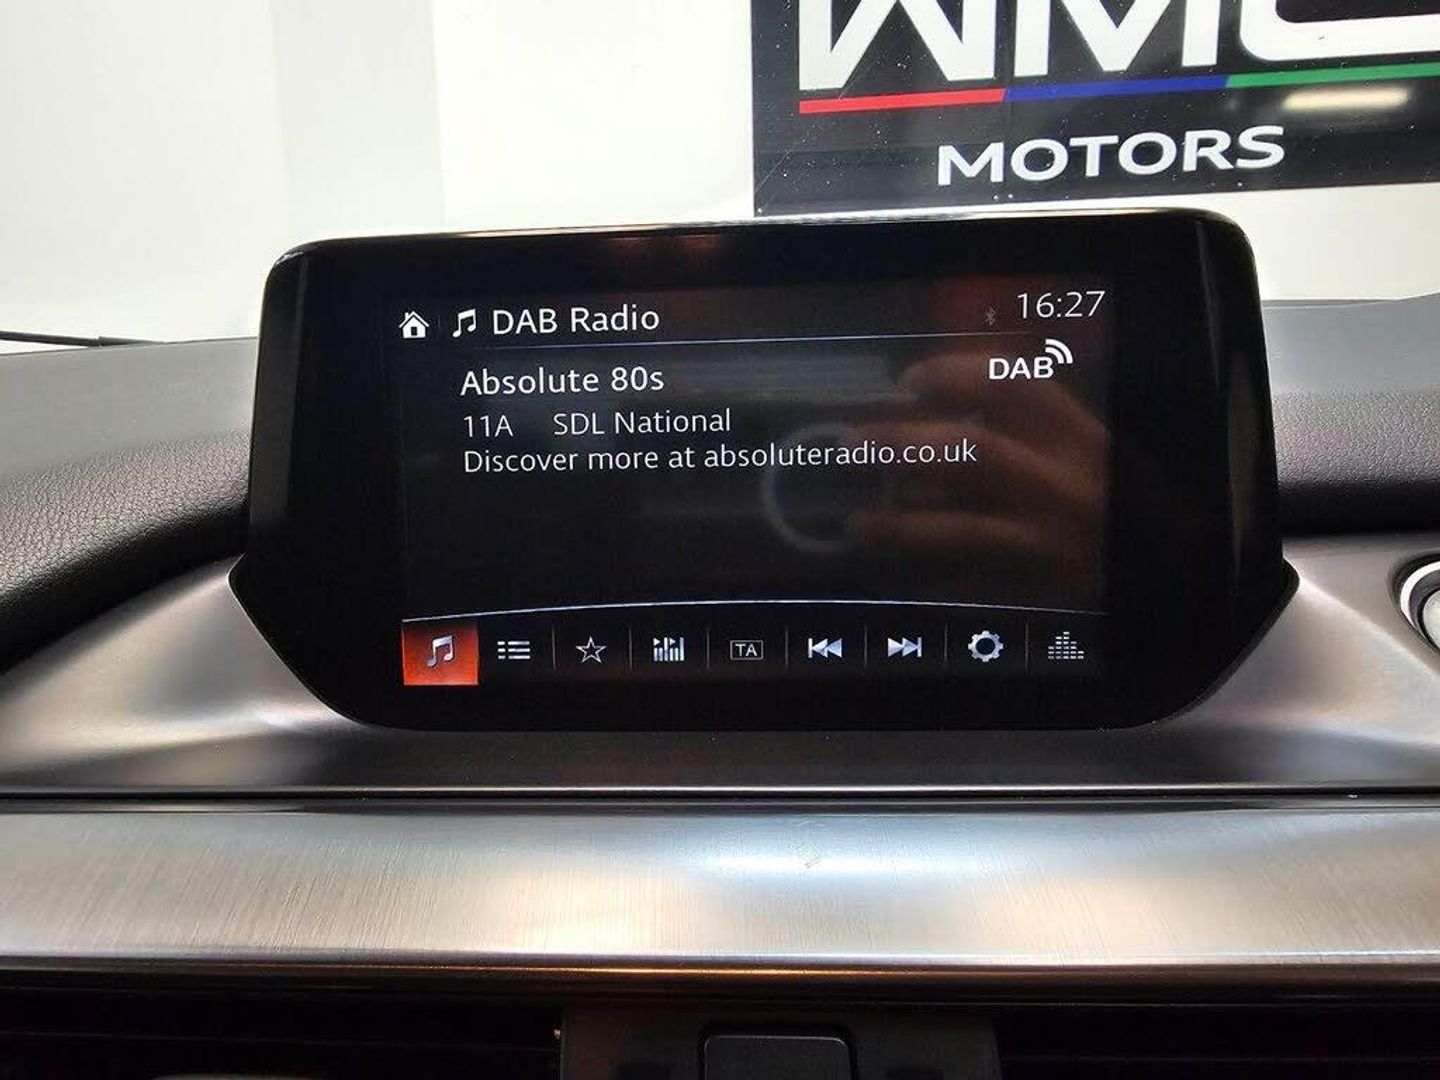 MOTORS
DAB Radio 16:27
Absolute 80s DAB
11A SDL National
Discover more at absoluteradio.co.uk
TA